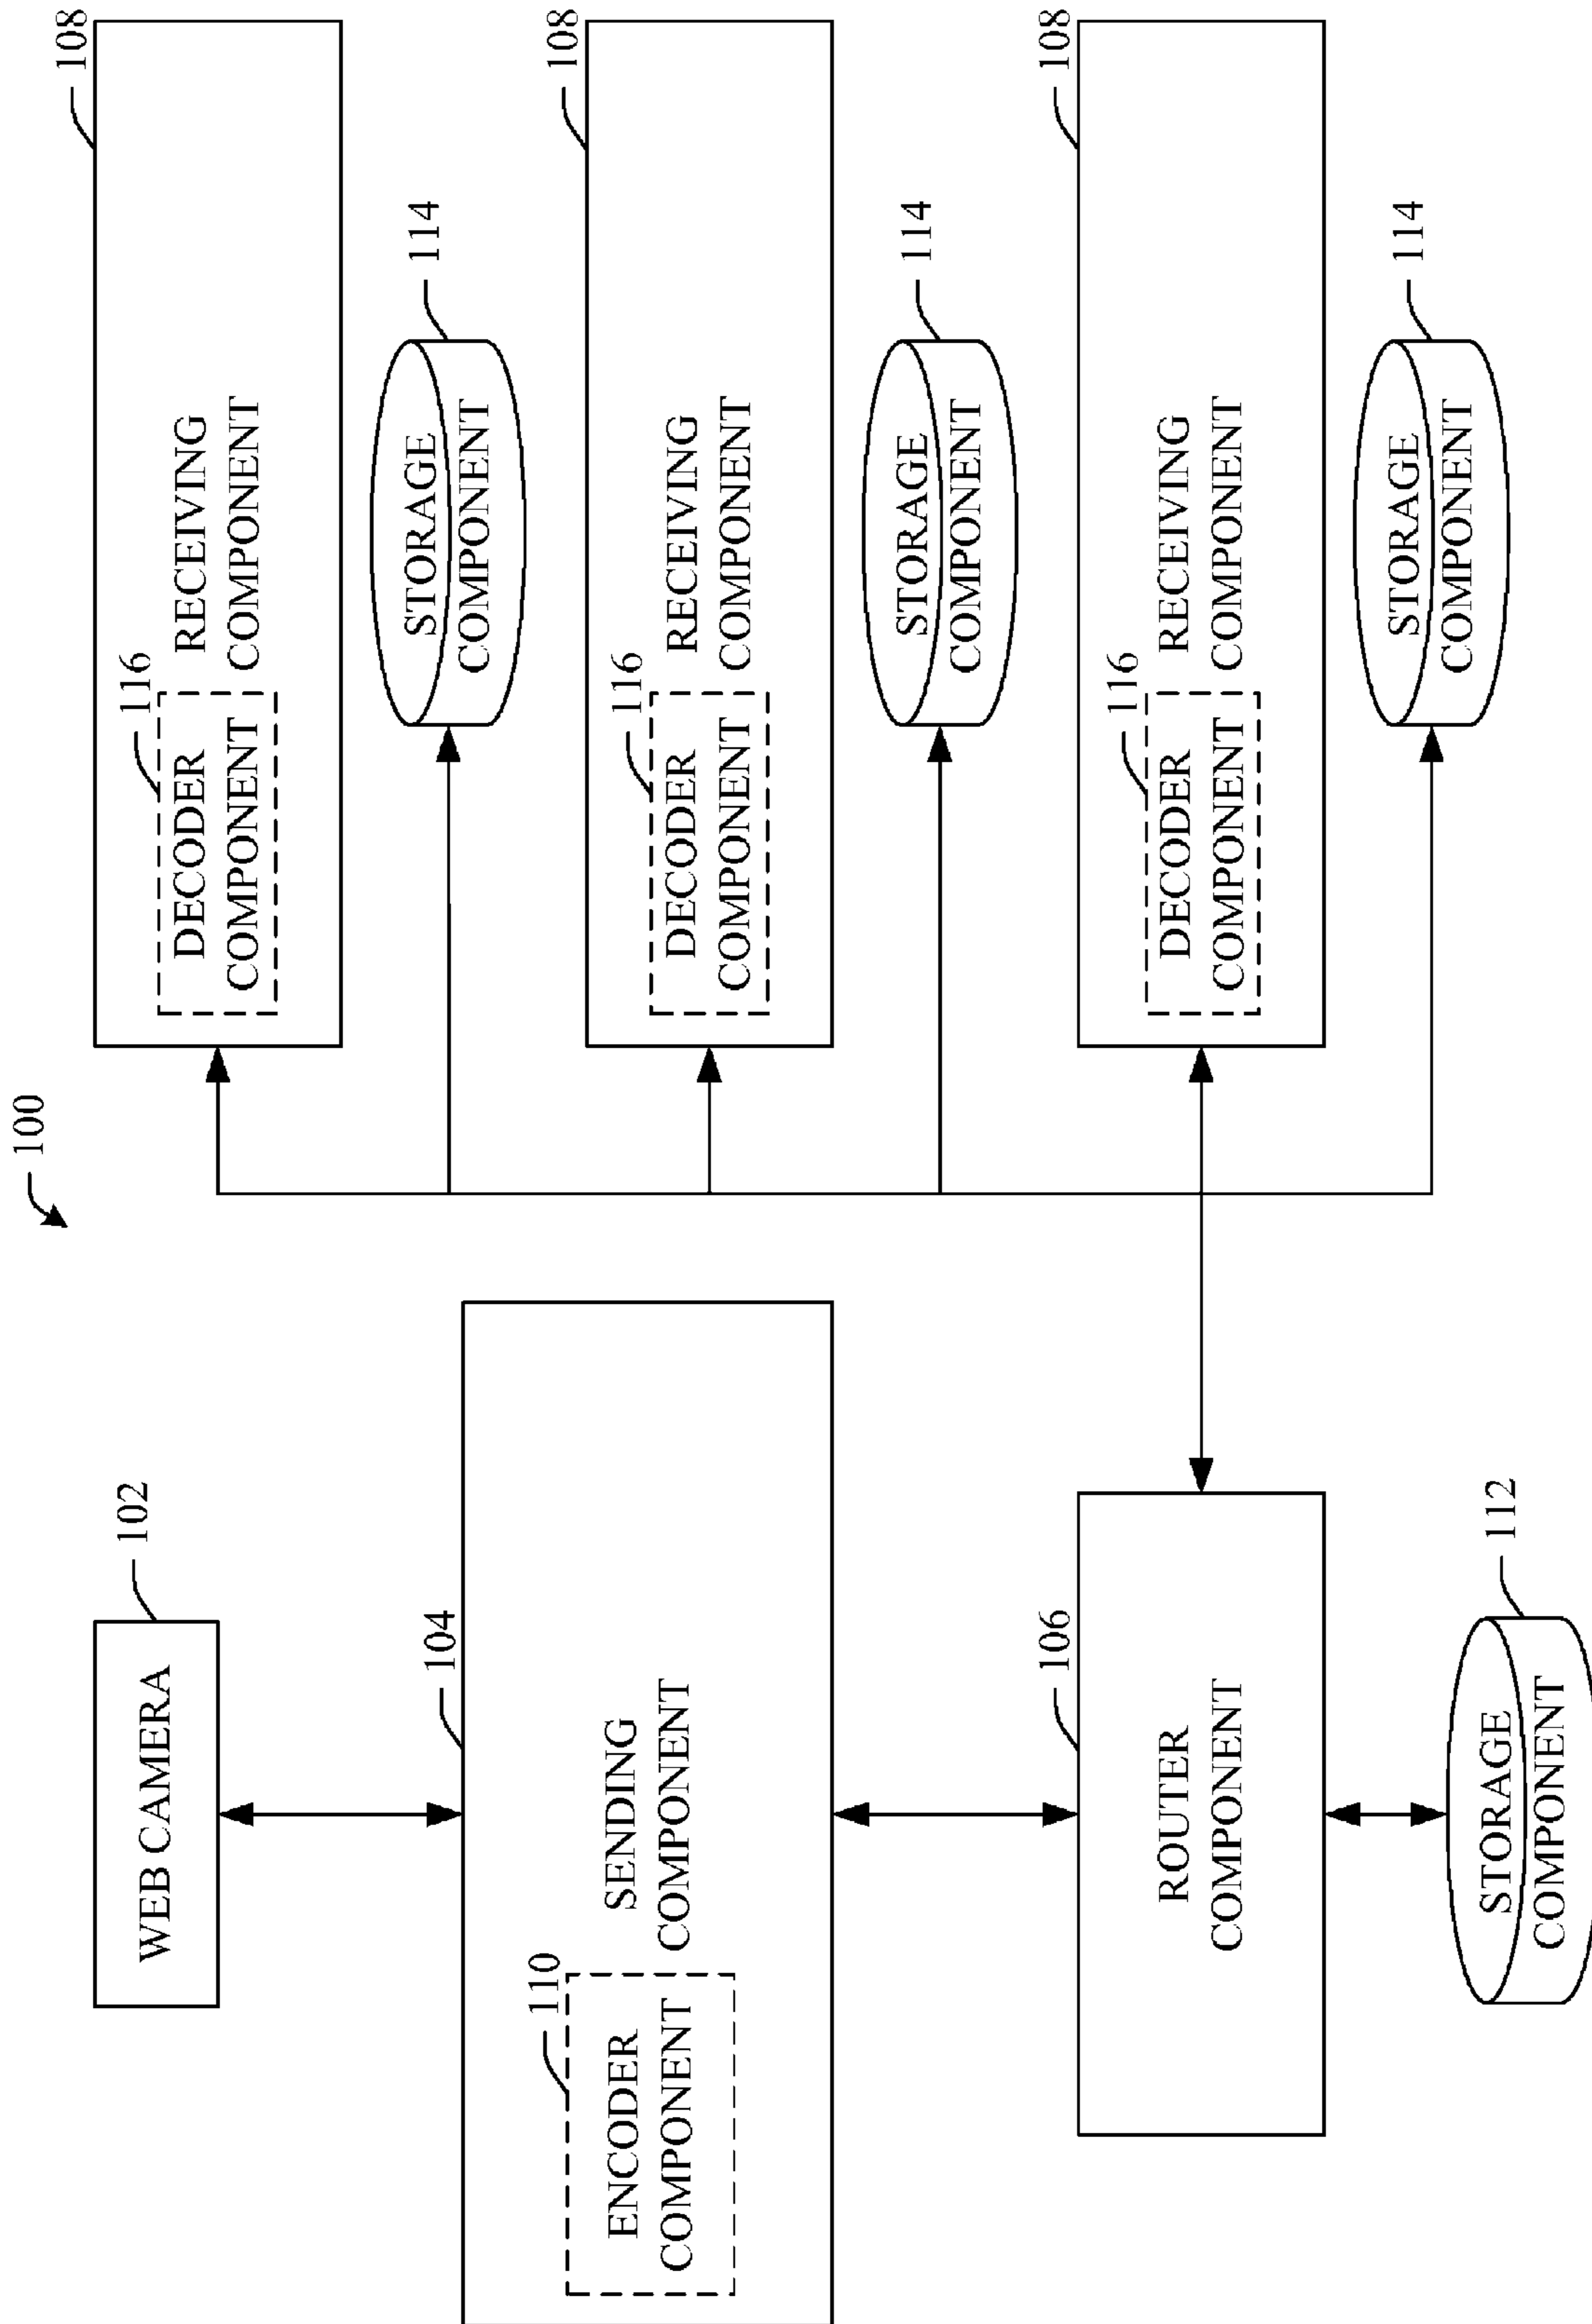 100
102
WEB CAMERA
104
110
ENCODER
COMPONENT
SENDING
COMPONENT
106
ROUTER
COMPONENT
112
STORAGE
COMPONENT
108
116
DECODER
COMPONENT
RECEIVING
COMPONENT
114
STORAGE
COMPONENT
108
116
DECODER
COMPONENT
RECEIVING
COMPONENT
114
STORAGE
COMPONENT
108
116
DECODER
COMPONENT
RECEIVING
COMPONENT
114
STORAGE
COMPONENT